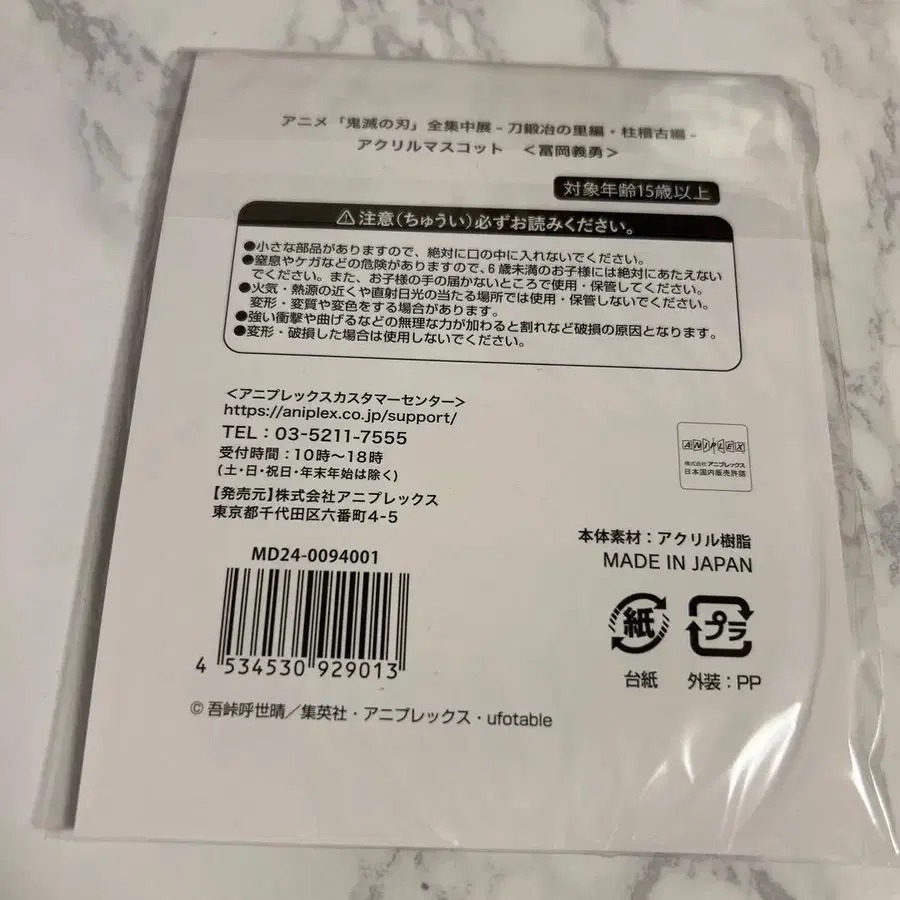 アニメ「鬼滅の刃」全集中展 - 刀鍛冶の里編・柱稽古編 -
アクリルマスコット ＜冨岡義勇＞
対象年齢15歳以上
⚠注意（ちゅうい）必ずお読みください。
●小さな部品がありますので、絶対に口の中に入れないでください。
●窒息やケガなどの危険がありますので、6歳未満のお子様には絶対にあたえない
でください。また、お子様の手の届かないところで使用・保管してください。
●火気・熱源の近くや直射日光の当たる場所では使用・保管しないでください。
変形・変質や変色をする場合があります。
●強い衝撃や曲げるなどの無理な力が加わると割れなど破損の原因となります。
●変形・破損した場合は使用しないでください。
＜アニプレックスカスタマーセンター＞
https://aniplex.co.jp/support/
TEL：03-5211-7555
受付時間：10時～18時
(土・日・祝日・年末年始は除く)
【発売元】株式会社アニプレックス
東京都千代田区六番町4-5
ANIPLEX
株式会社アニプレックス
日本国内販売許諾
本体素材：アクリル樹脂
MADE IN JAPAN
MD24-0094001
4 534530 929013
紙
プラ
台紙
外装：PP
©吾峠呼世晴／集英社・アニプレックス・ufotable